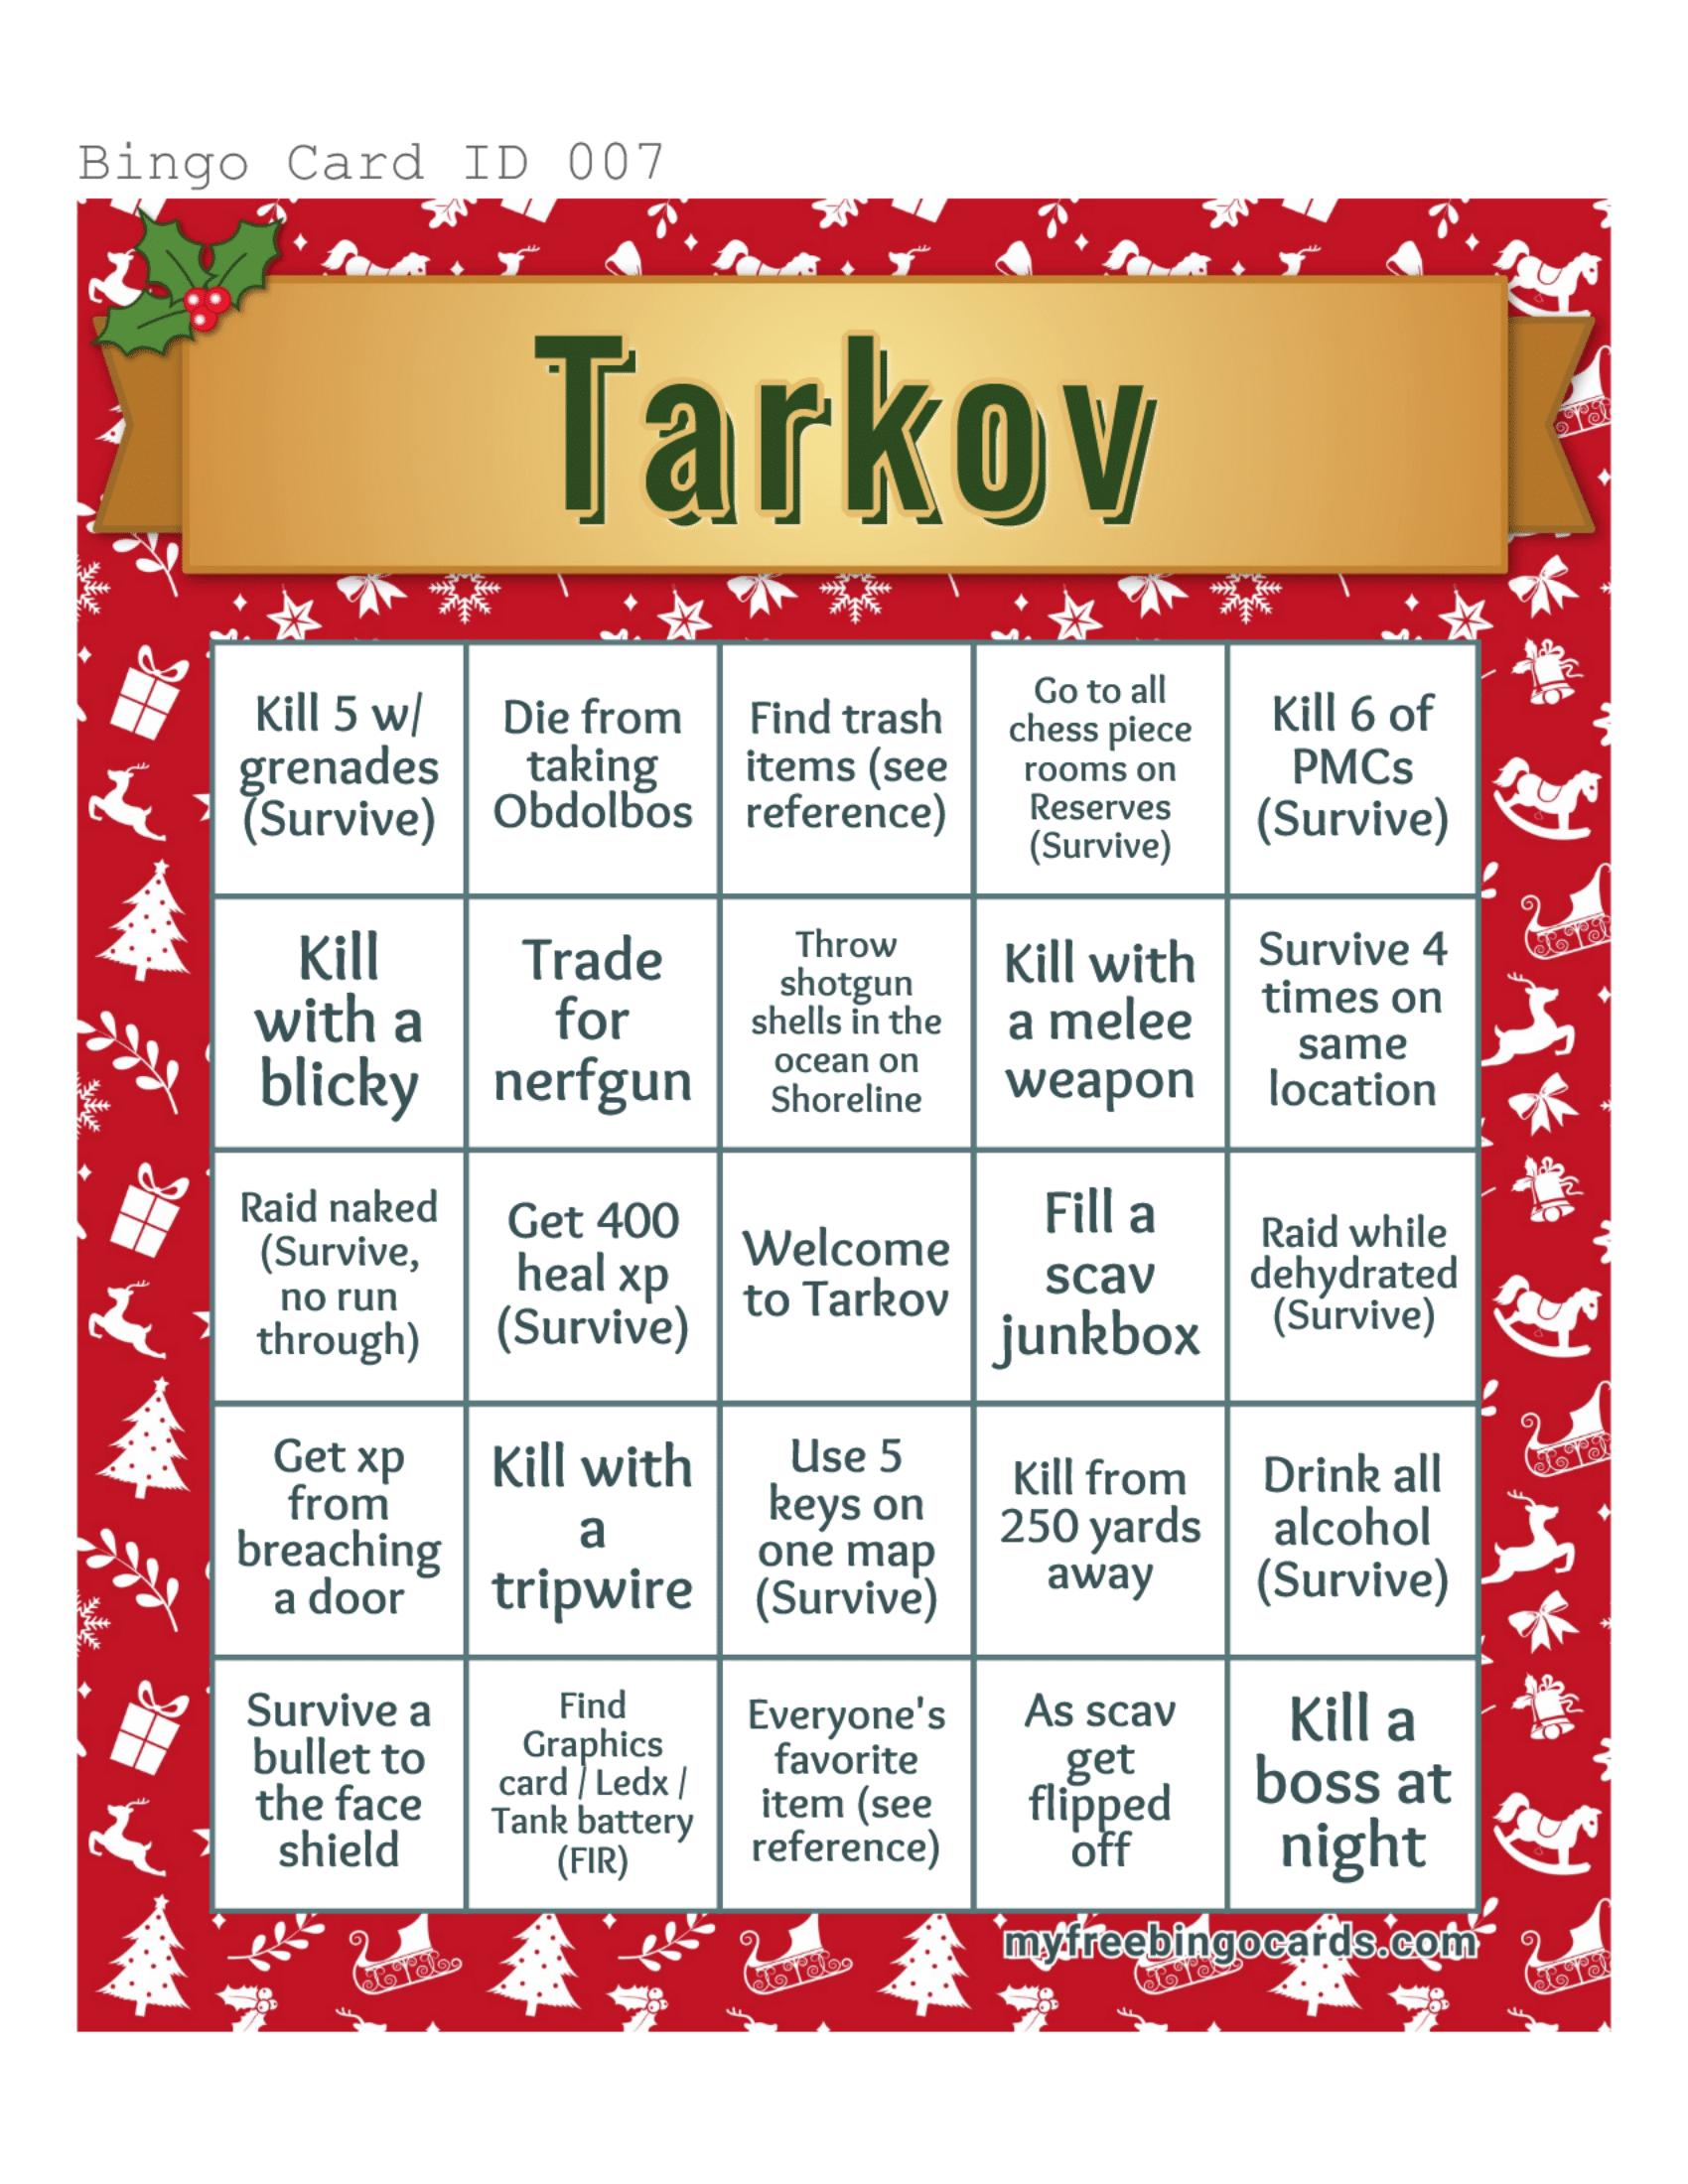 Bingo Card ID 007
Tarkov
Kill 5 w/
grenades
(Survive)
Die from
taking
Obdolbos
Find trash
items (see
reference)
Go to all
chess piece
rooms on
Reserves
(Survive)
Kill 6 of
PMCs
(Survive)
Kill
with a
blicky
Trade
for
nerfgun
Throw
shotgun
shells in the
ocean on
Shoreline
Kill with
a melee
weapon
Survive 4
times on
same
location
Raid naked
(Survive,
no run
through)
Get 400
heal xp
(Survive)
Welcome
to Tarkov
Fill a
scav
junkbox
Raid while
dehydrated
(Survive)
Get xp
from
breaching
a door
Kill with
a
tripwire
Use 5
keys on
one map
(Survive)
Kill from
250 yards
away
Drink all
alcohol
(Survive)
Survive a
bullet to
the face
shield
Find
Graphics
card / Ledx /
Tank battery
(FIR)
Everyone's
favorite
item (see
reference)
As scav
get
flipped
off
Kill a
boss at
night
myfreebingocards.com